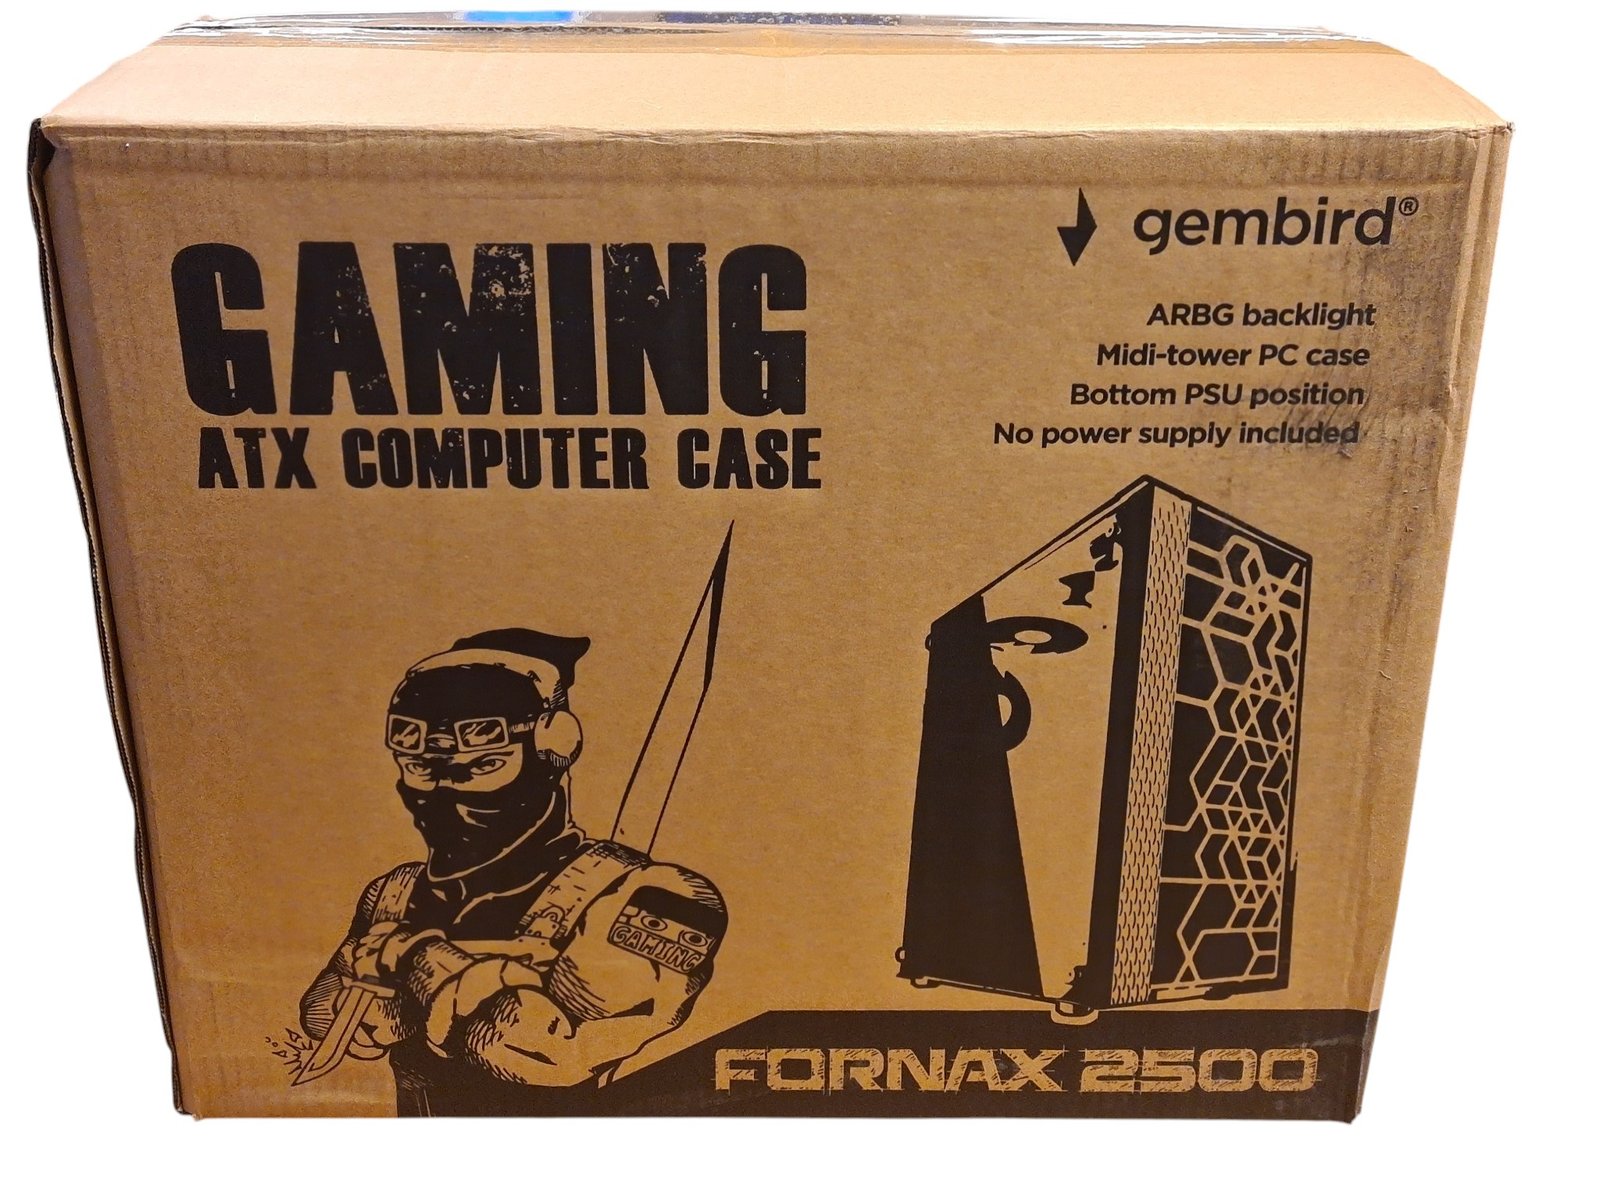 GAMING
ATX COMPUTER CASE
gembird®
ARBG backlight
Midi-tower PC case
Bottom PSU position
No power supply included
GAMING
FORNAX 2500